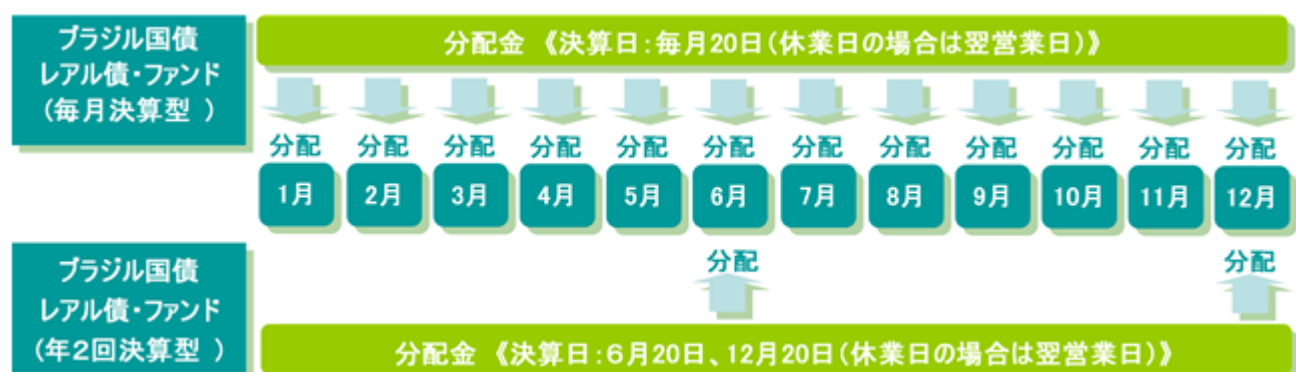 ブラジル国債
レアル債・ファンド
(毎月決算型 )
分配金 《決算日:毎月20日(休業日の場合は翌営業日)》
分配 分配 分配 分配 分配 分配 分配 分配 分配 分配 分配 分配
1月 2月 3月 4月 5月 6月 7月 8月 9月 10月 11月 12月
ブラジル国債
レアル債・ファンド
(年2回決算型 )
分配 分配
分配金 《決算日:6月20日、12月20日(休業日の場合は翌営業日)》